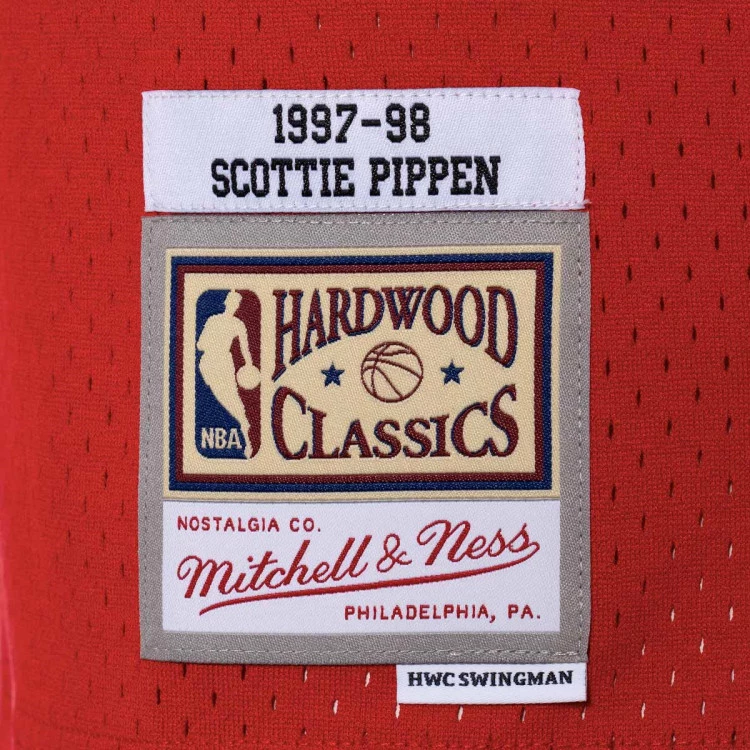 1997-98
SCOTTIE PIPPEN
HARDWOOD
CLASSICS
NBA
NOSTALGIA CO.
Mitchell & Ness
PHILADELPHIA, PA.
HWC SWINGMAN